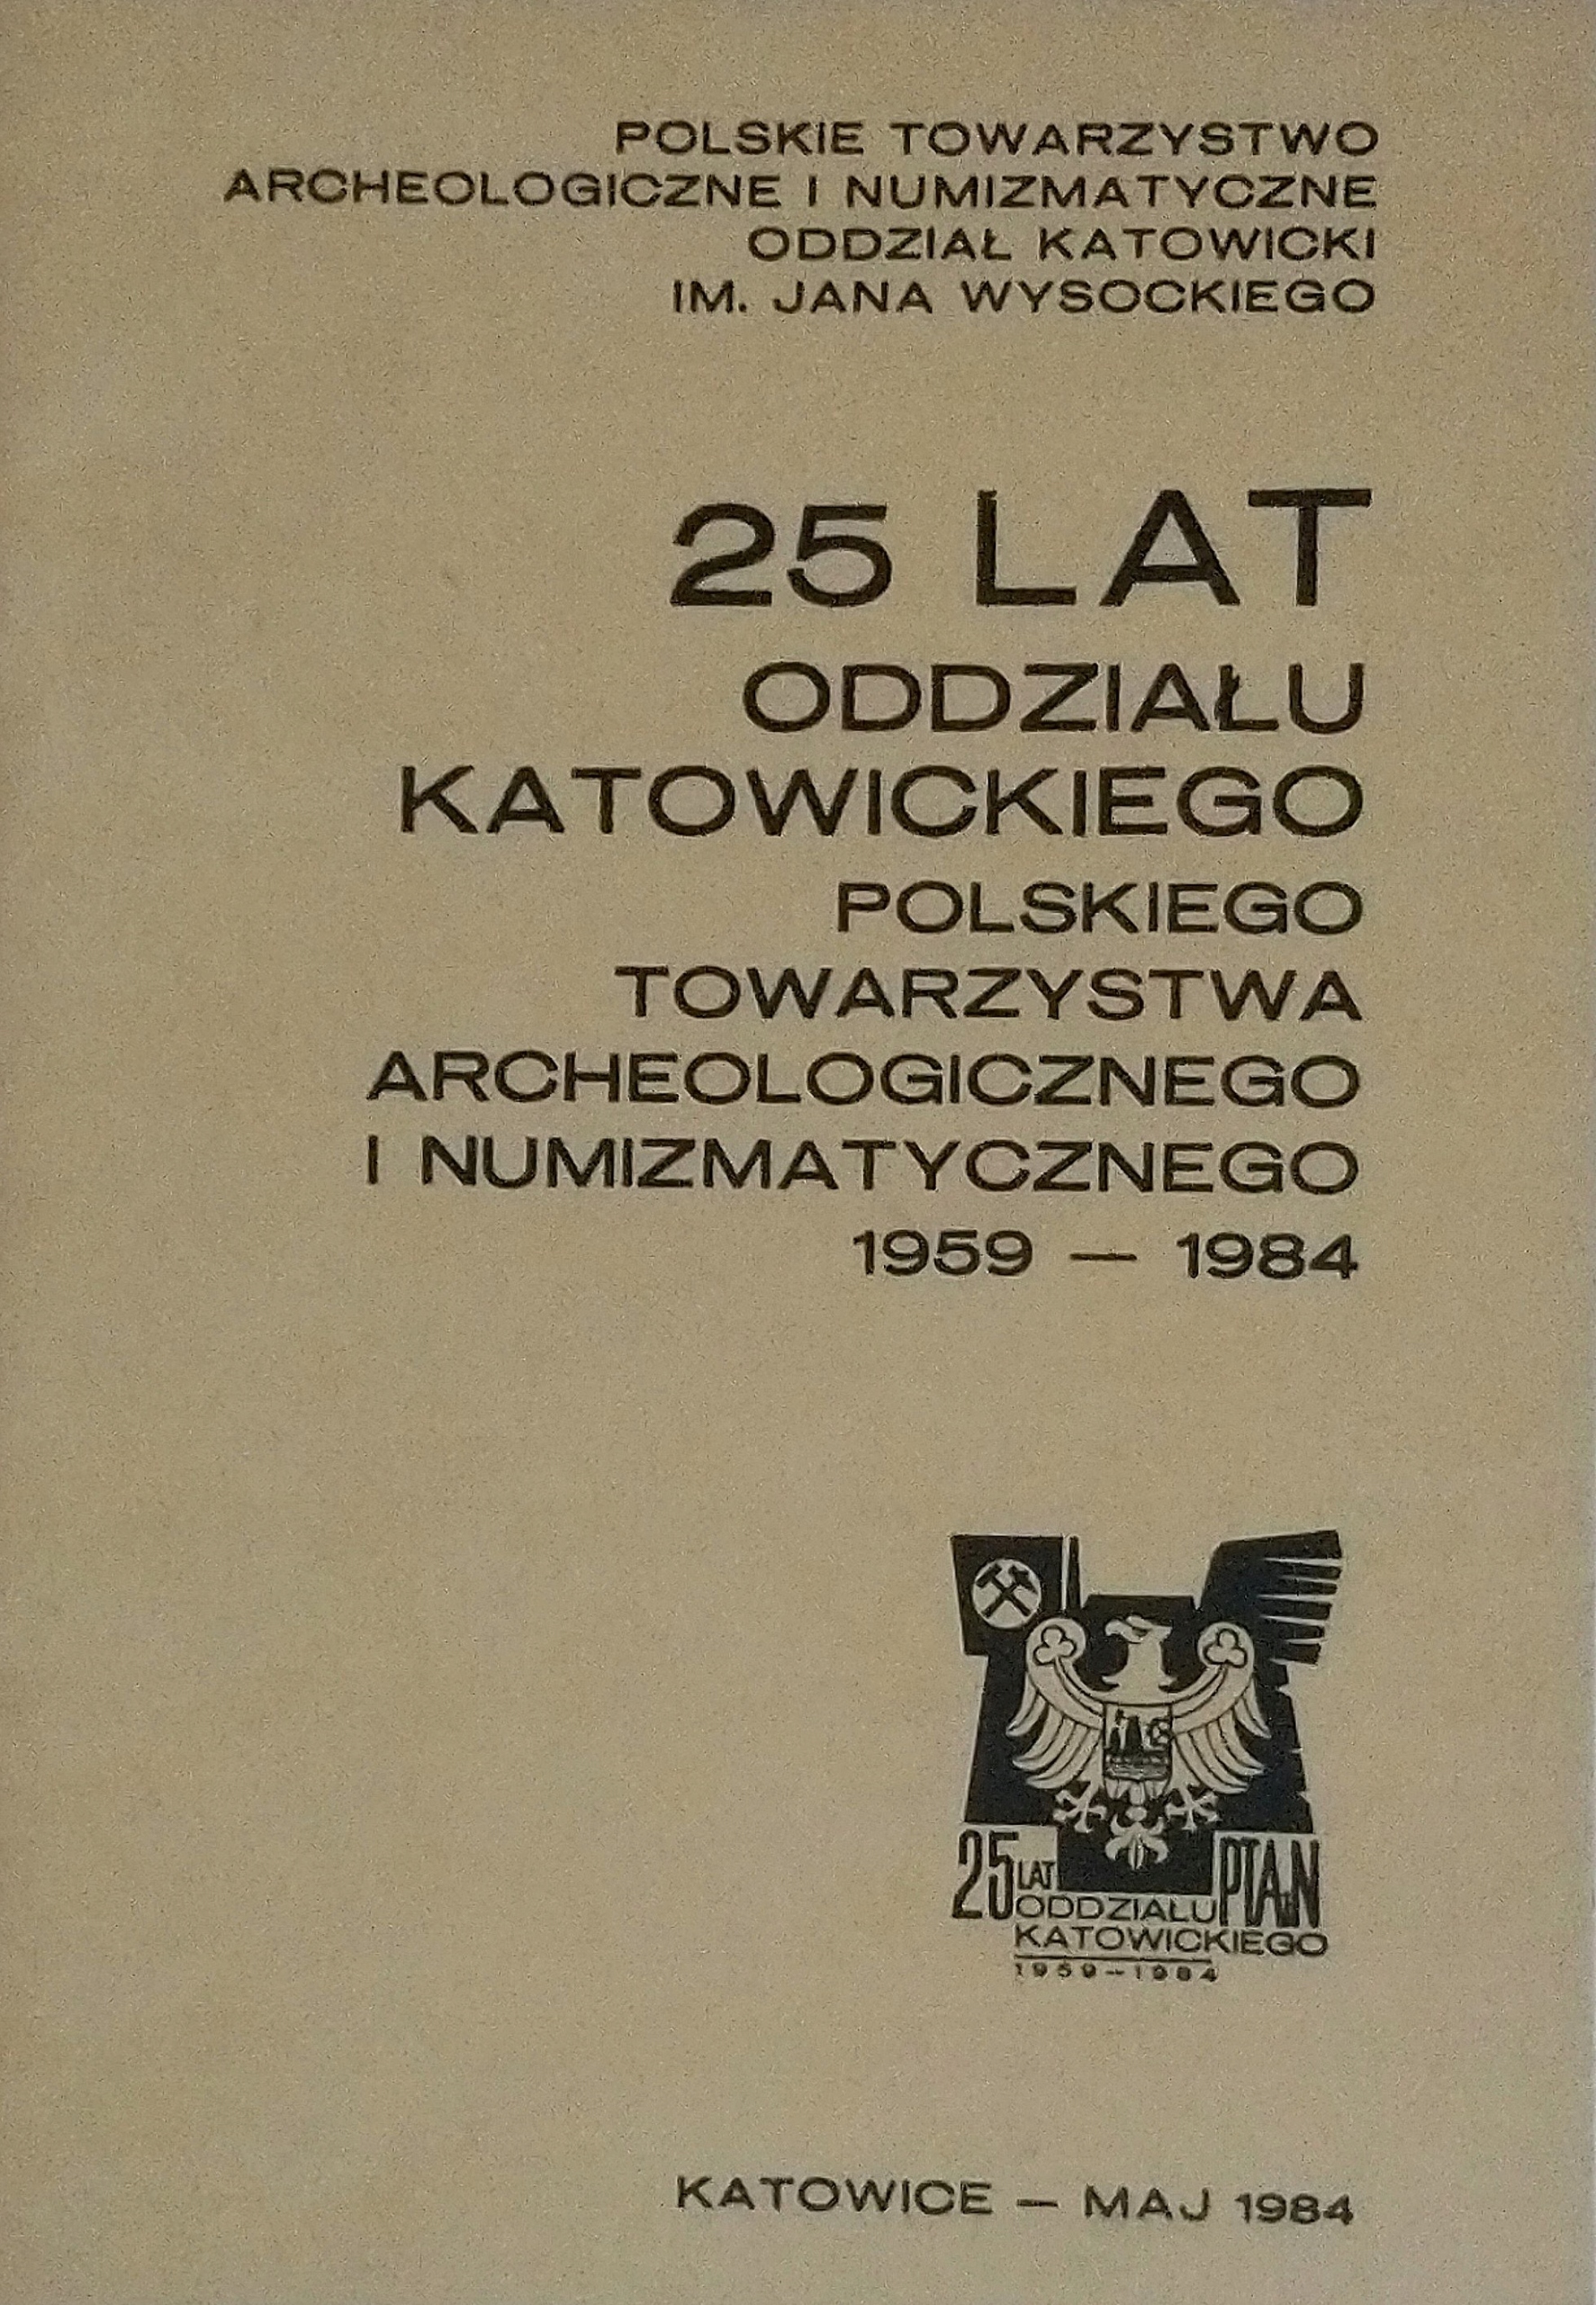 POLSKIE TOWARZYSTWO
ARCHEOLOGICZNE I NUMIZMATYCZNE
ODDZIAŁ KATOWICKI
IM. JANA WYSOCKIEGO
25 LAT
ODDZIAŁU
KATOWICKIEGO
POLSKIEGO
TOWARZYSTWA
ARCHEOLOGICZNEGO
I NUMIZMATYCZNEGO
1959 — 1984
25 LAT PTAiN
ODDZIAŁU
KATOWICKIEGO
1959-1984
KATOWICE — MAJ 1984